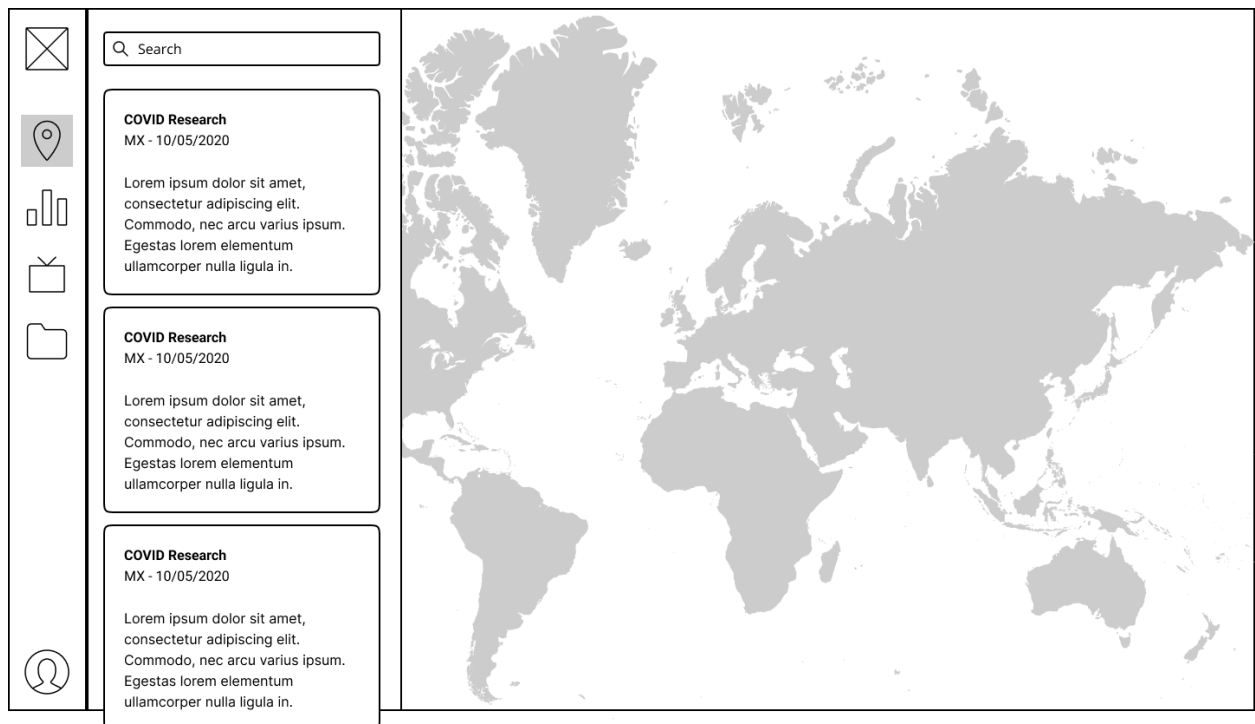 Search
COVID Research
MX - 10/05/2020
Lorem ipsum dolor sit amet,
consectetur adipiscing elit.
Commodo, nec arcu varius ipsum.
Egestas lorem elementum
ullamcorper nulla ligula in.
COVID Research
MX - 10/05/2020
Lorem ipsum dolor sit amet,
consectetur adipiscing elit.
Commodo, nec arcu varius ipsum.
Egestas lorem elementum
ullamcorper nulla ligula in.
COVID Research
MX - 10/05/2020
Lorem ipsum dolor sit amet,
consectetur adipiscing elit.
Commodo, nec arcu varius ipsum.
Egestas lorem elementum
ullamcorper nulla ligula in.